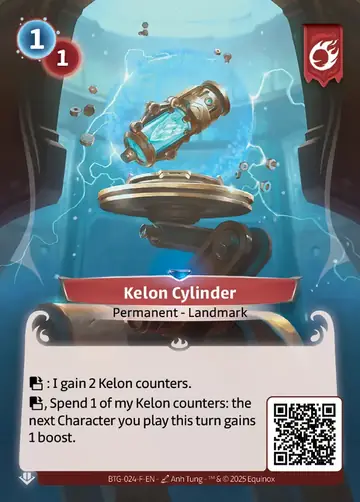 1
1
Kelon Cylinder
Permanent - Landmark
: I gain 2 Kelon counters.
, Spend 1 of my Kelon counters: the
next Character you play this turn gains
1 boost.
BTG-024-F-EN - Anh Tung - ™ & © 2025 Equinox